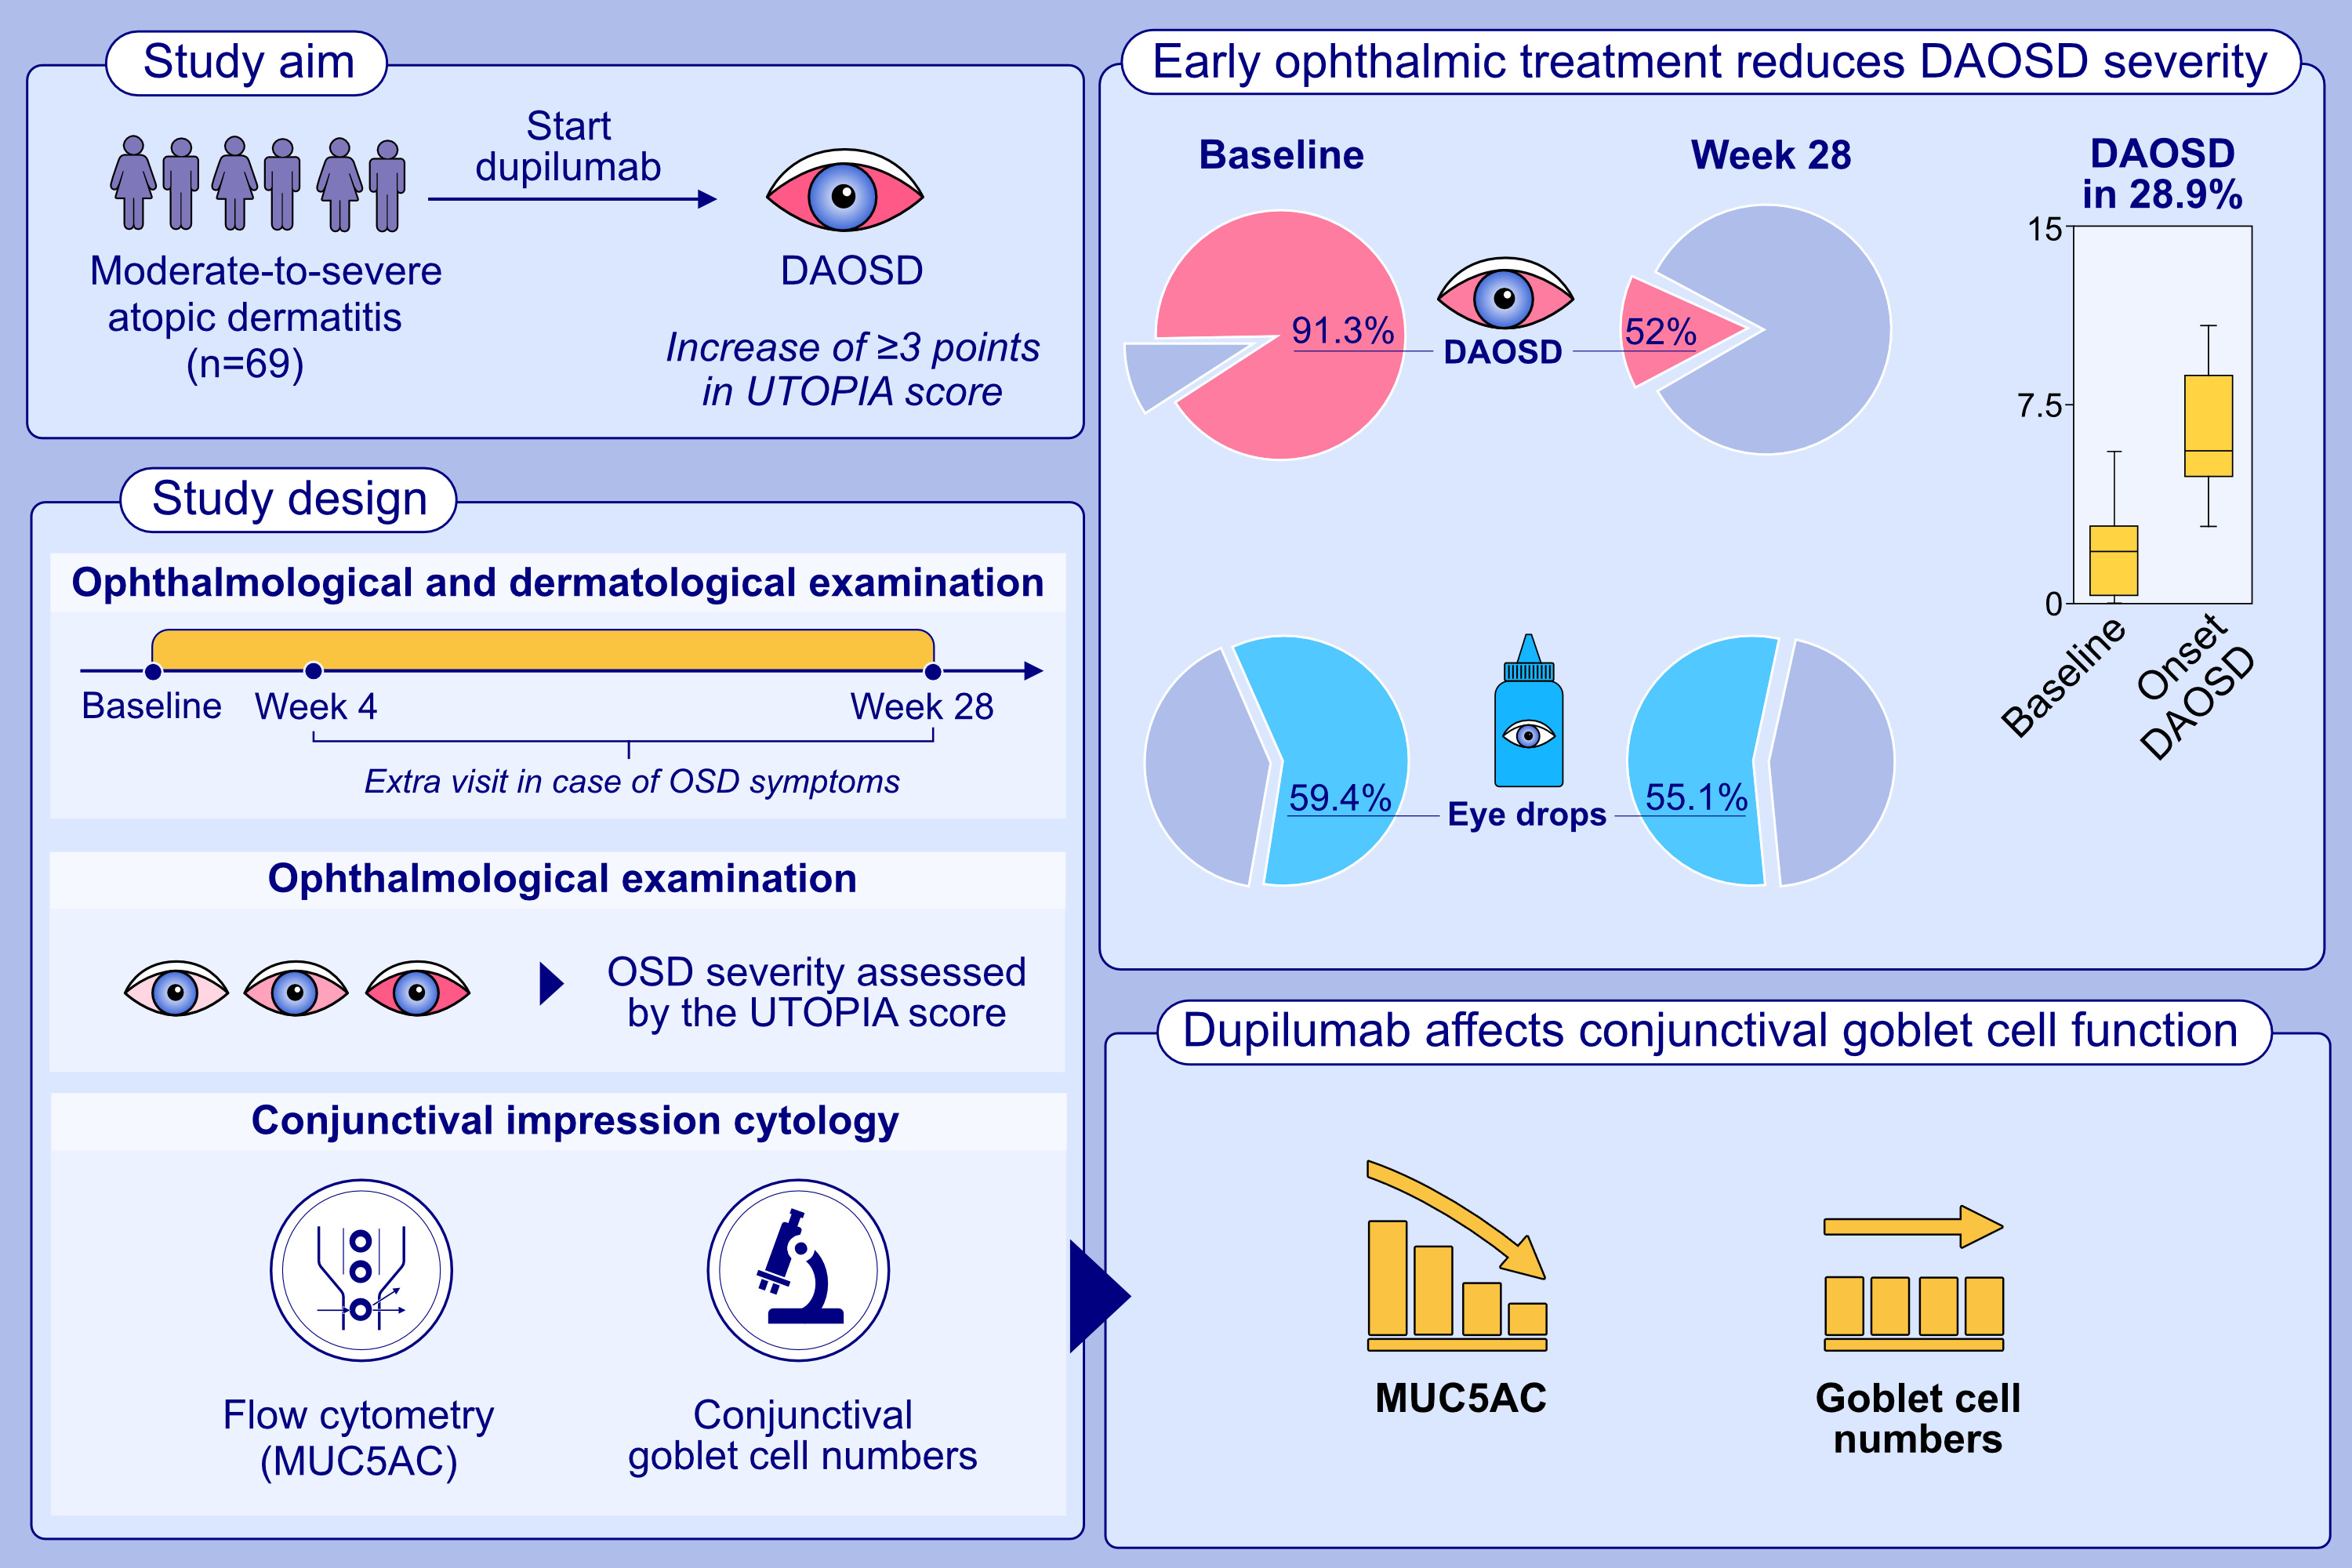 Study aim
Start
dupilumab
Moderate-to-severe
atopic dermatitis
(n=69)
DAOSD
Increase of ≥3 points
in UTOPIA score
Study design
Ophthalmological and dermatological examination
Baseline
Week 4
Week 28
Extra visit in case of OSD symptoms
Ophthalmological examination
OSD severity assessed
by the UTOPIA score
Conjunctival impression cytology
Flow cytometry
(MUC5AC)
Conjunctival
goblet cell numbers
Early ophthalmic treatment reduces DAOSD severity
Baseline
Week 28
91.3%
DAOSD
52%
59.4%
Eye drops
55.1%
DAOSD
in 28.9%
15
7.5
0
Baseline
Onset
DAOSD
Dupilumab affects conjunctival goblet cell function
MUC5AC
Goblet cell
numbers